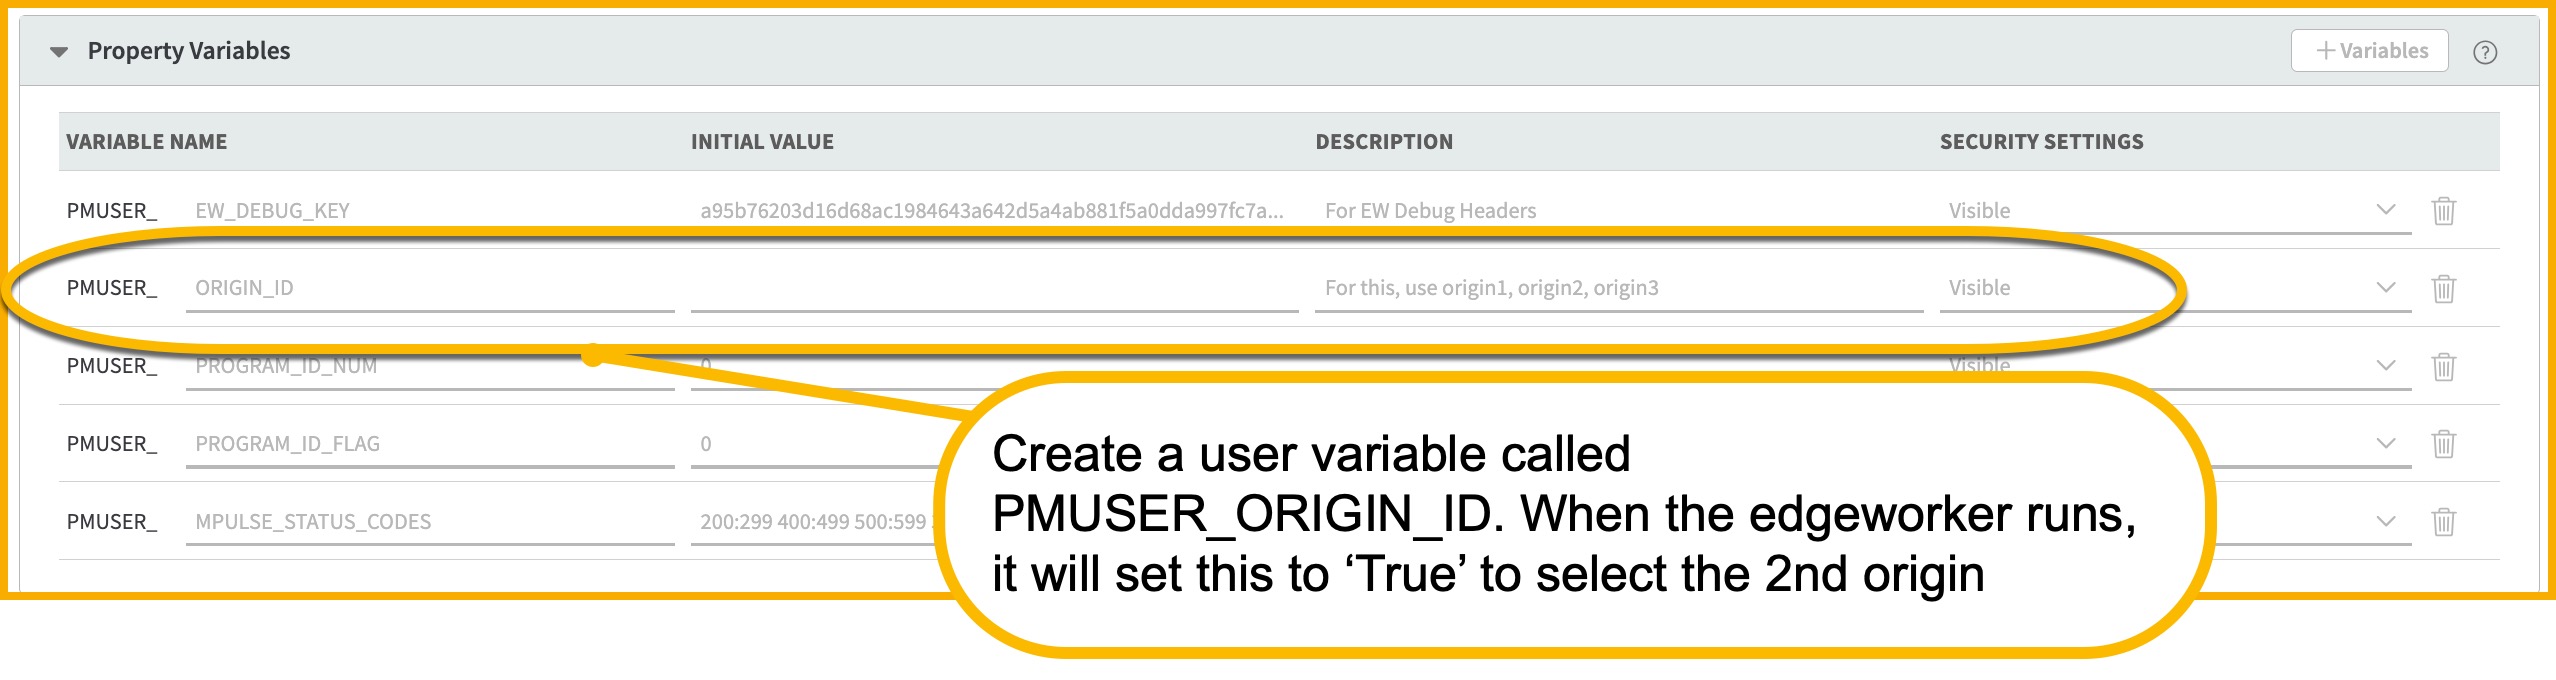 Property Variables
+ Variables ?
VARIABLE NAME INITIAL VALUE DESCRIPTION SECURITY SETTINGS
PMUSER_ EW_DEBUG_KEY a95b76203d16d68ac1984643a642d5a4ab881f5a0dda997fc7a... For EW Debug Headers Visible
PMUSER_ ORIGIN_ID For this, use origin1, origin2, origin3 Visible
PMUSER_ PROGRAM_ID_NUM 0 Visible
PMUSER_ PROGRAM_ID_FLAG 0
PMUSER_ MPULSE_STATUS_CODES 200:299 400:499 500:599
Create a user variable called
PMUSER_ORIGIN_ID. When the edgeworker runs,
it will set this to ‘True’ to select the 2nd origin